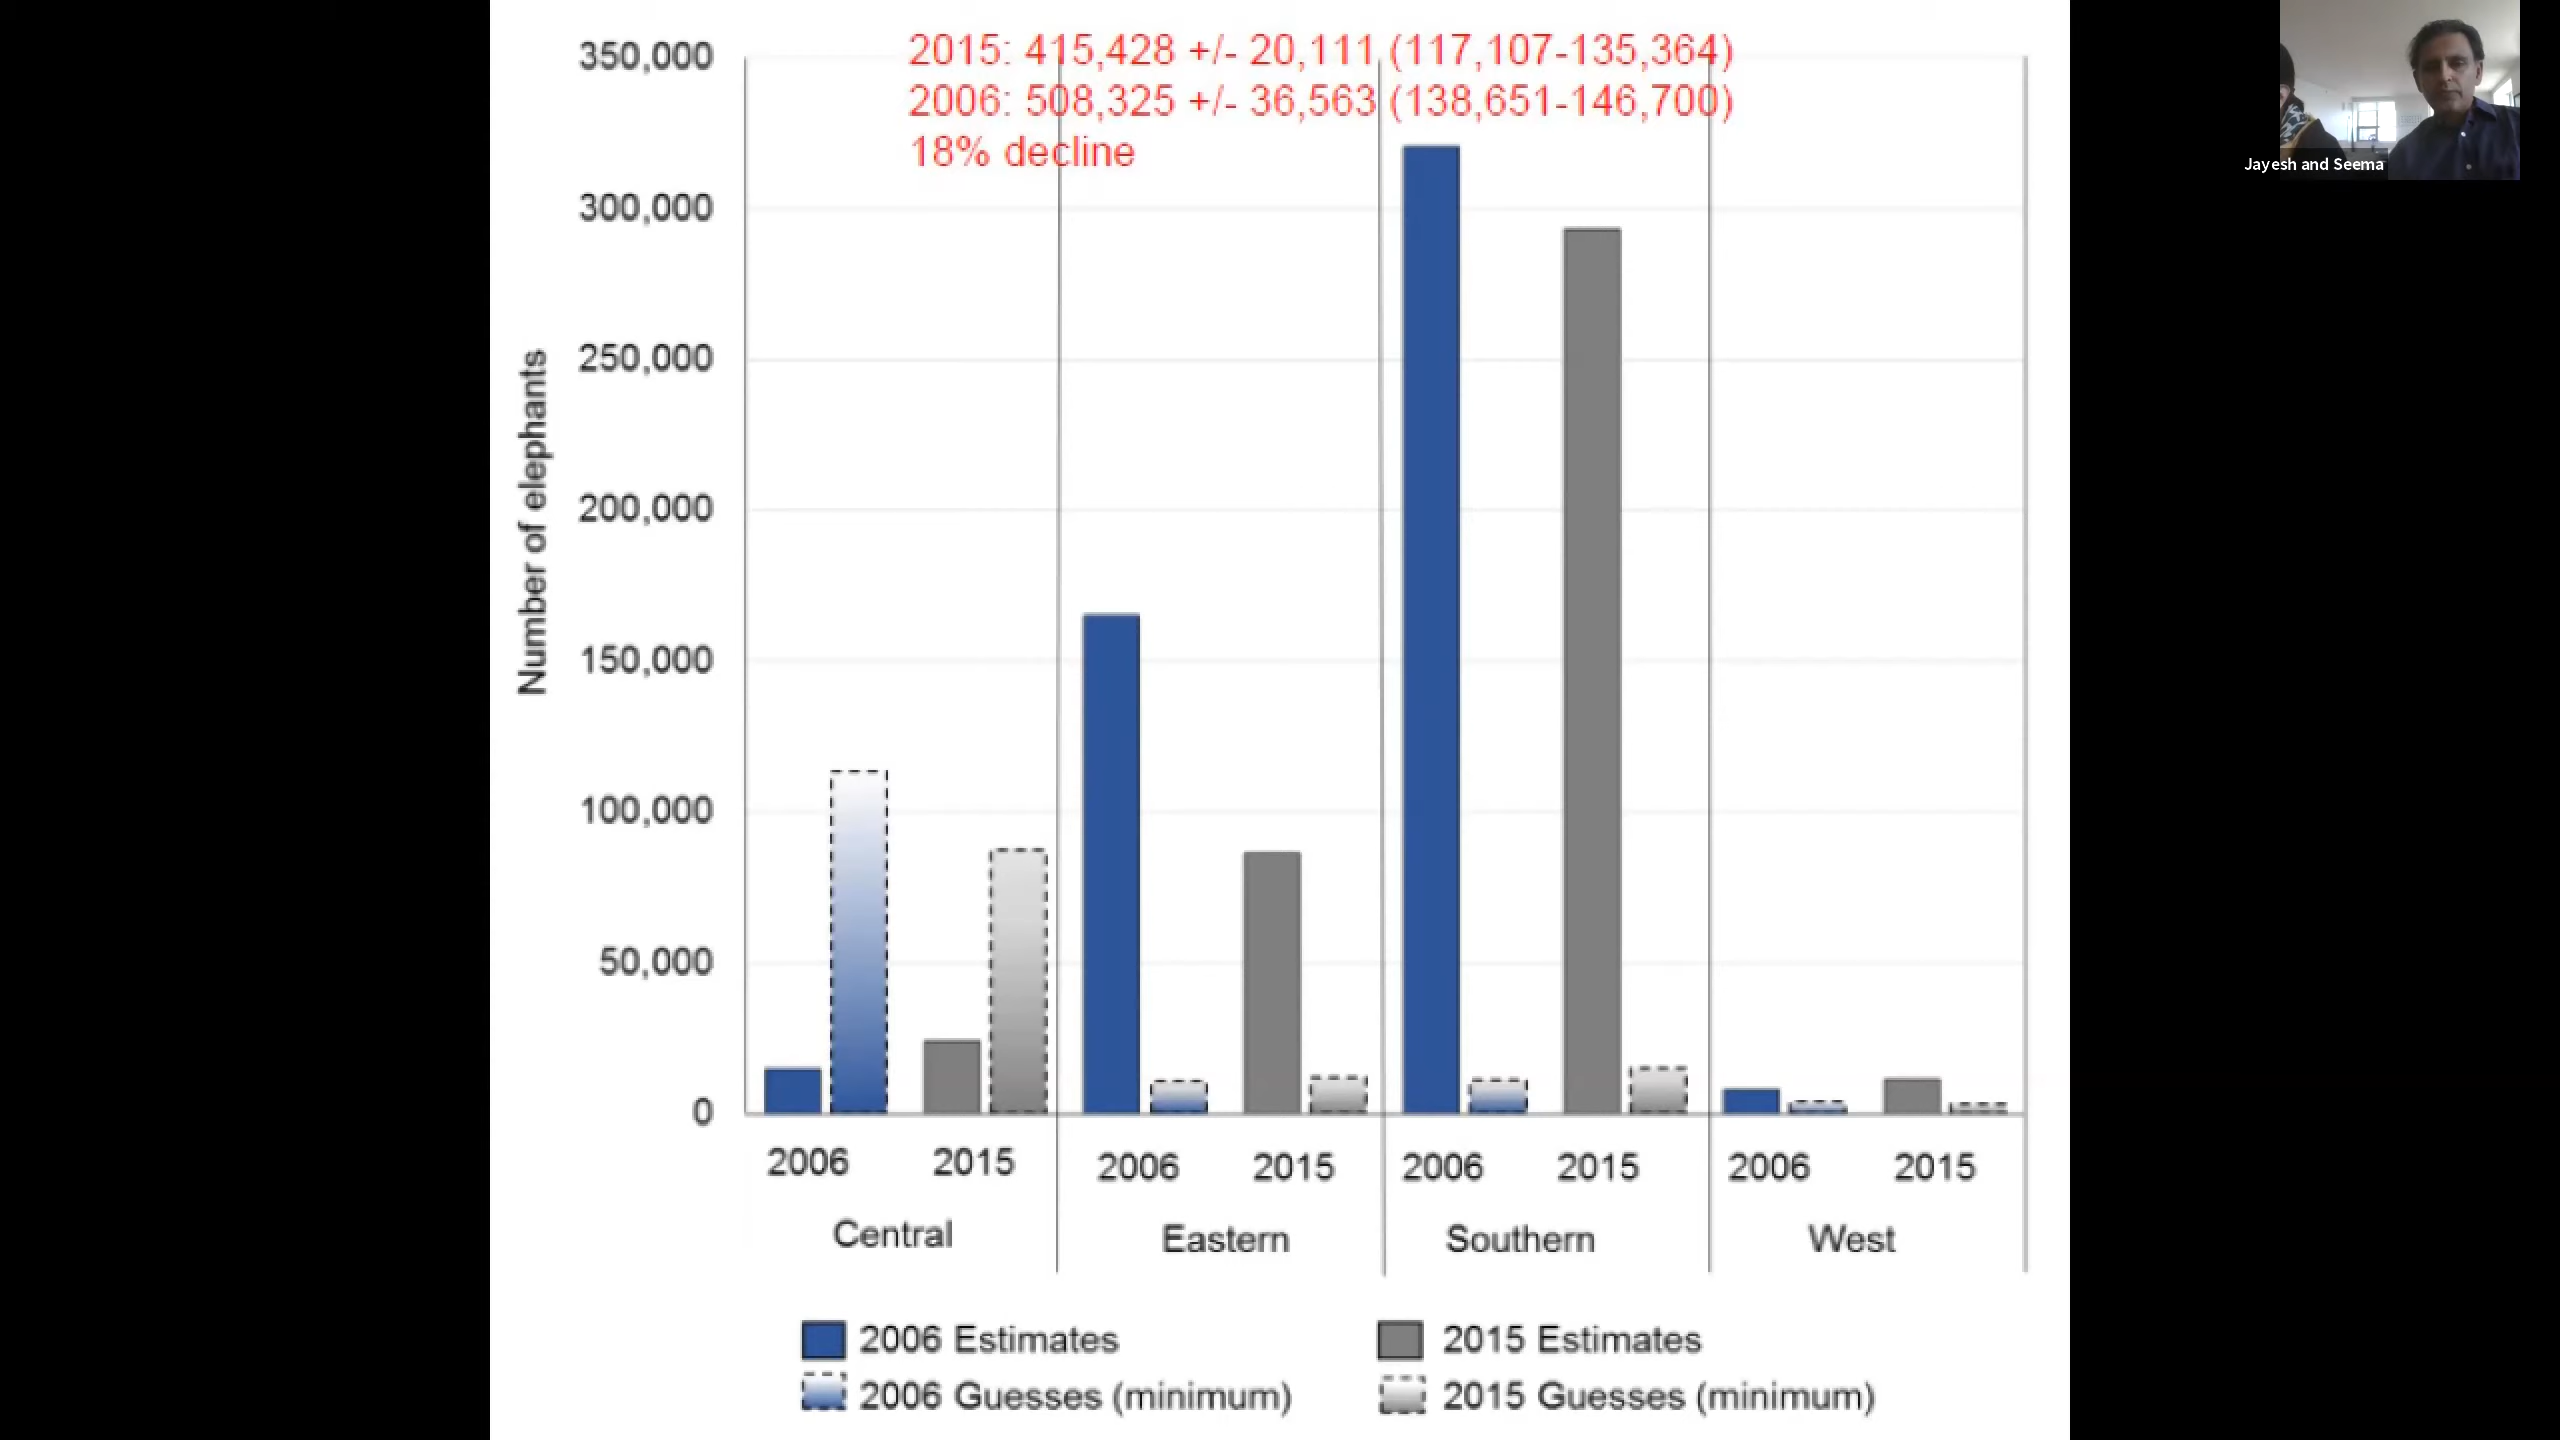 2015: 415,428 +/- 20,111 (117,107-135,364)
2006: 508,325 +/- 36,563 (138,651-146,700)
18% decline
Jayesh and Seema
Number of elephants
350,000
300,000
250,000
200,000
150,000
100,000
50,000
0
2006 2015 2006 2015 2006 2015 2006 2015
Central Eastern Southern West
2006 Estimates 2015 Estimates
2006 Guesses (minimum) 2015 Guesses (minimum)